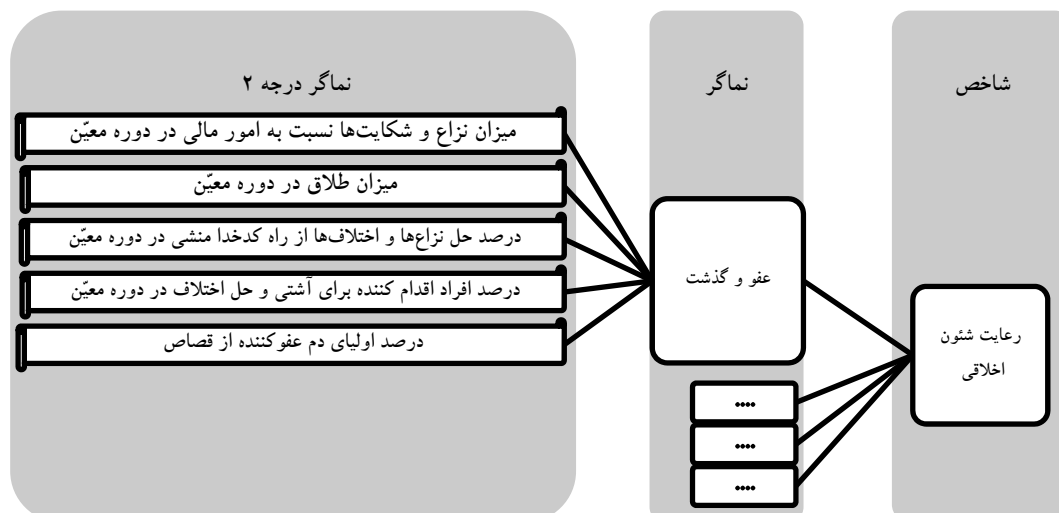 شاخص
نماگر
نماگر درجه ۲
رعایت شئون
اخلاقی
عفو و گذشت
....
....
....
میزان نزاع و شکایت‌ها نسبت به امور مالی در دوره معیّن
میزان طلاق در دوره معیّن
درصد حل نزاع‌ها و اختلاف‌ها از راه کدخدا منشی در دوره معیّن
درصد افراد اقدام کننده برای آشتی و حل اختلاف در دوره معیّن
درصد اولیای دم عفوکننده از قصاص